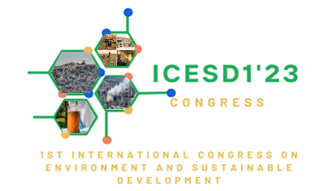 ICESD1'23
CONGRESS
1ST INTERNATIONAL CONGRESS ON
ENVIRONMENT AND SUSTAINABLE
DEVELOPMENT